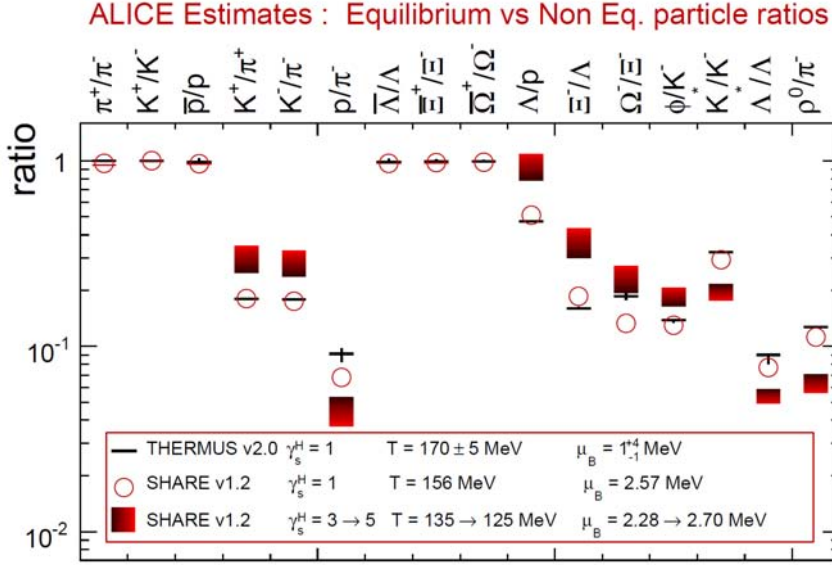 ALICE Estimates : Equilibrium vs Non Eq. particle ratios
π⁺/π⁻
K⁺/K⁻
p̅/p
K⁺/π⁺
K⁻/π⁻
p/π⁻
Λ̅/Λ
Ξ̅⁺/Ξ⁻
Ω̅⁺/Ω⁻
Λ/p
Ξ⁻/Λ
Ω⁻/Ξ⁻
ϕ/K⁻
K*/K⁻
Λ*/Λ
ρ⁰/π⁻
ratio
1
10⁻¹
10⁻²
THERMUS v2.0 γₛᴴ = 1 T = 170 ± 5 MeV μ_B = 1⁺⁴₋₁ MeV
SHARE v1.2 γₛᴴ = 1 T = 156 MeV μ_B = 2.57 MeV
SHARE v1.2 γₛᴴ = 3 → 5 T = 135 → 125 MeV μ_B = 2.28 → 2.70 MeV